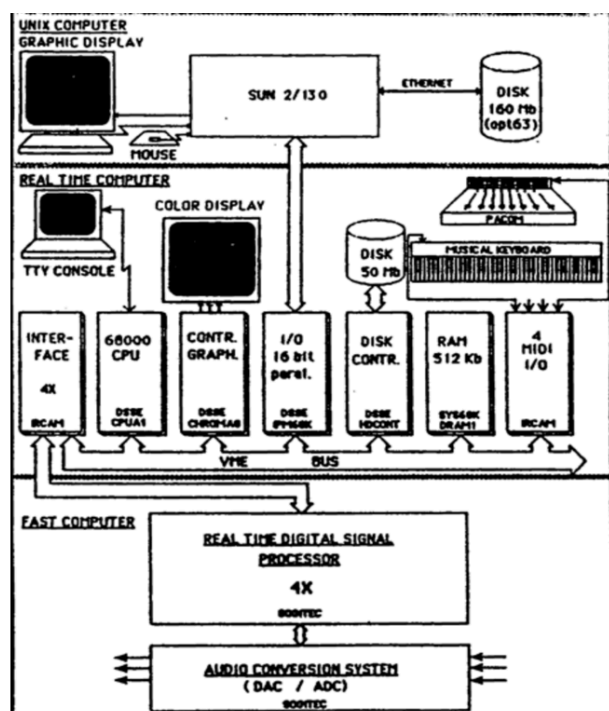 UNIX COMPUTER
GRAPHIC DISPLAY
SUN 2/130
ETHERNET
DISK
160 Mb
(opt63)
MOUSE
REAL TIME COMPUTER
COLOR DISPLAY
TTY CONSOLE
DISK
50 Mb
PACOM
MUSICAL KEYBOARD
INTER-
FACE
4X
IRCAM
68000
CPU
DSSE
CPUA1
CONTR.
GRAPH.
DSSE
I/O
16 bit
paral.
DSSE
DISK
CONTR.
DSSE
HDCONT
RAM
512 Kb
SYS68K
DRAM1
4
MIDI
I/O
IRCAM
VME BUS
FAST COMPUTER
REAL TIME DIGITAL SIGNAL
PROCESSOR
4X
SOGITEC
AUDIO CONVERSION SYSTEM
(DAC / ADC)
SOGITEC